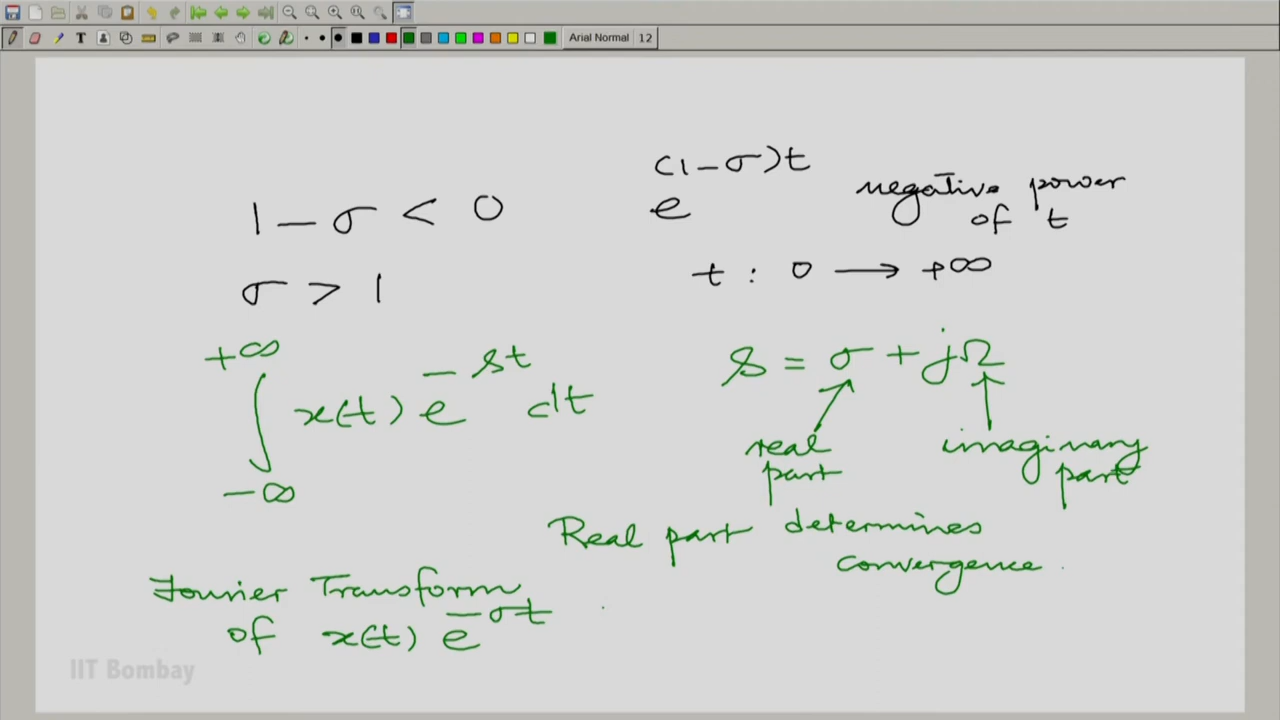 Arial Normal 12
1 - σ < 0
e^(1-σ)t negative power of t
σ > 1
t : 0 → +∞
∫_{-∞}^{+∞} x(t) e^{-st} dt
s = σ + jΩ
real part
imaginary part
Real part determines
convergence
Fourier Transform
of x(t) e^{-σt}
IIT Bombay